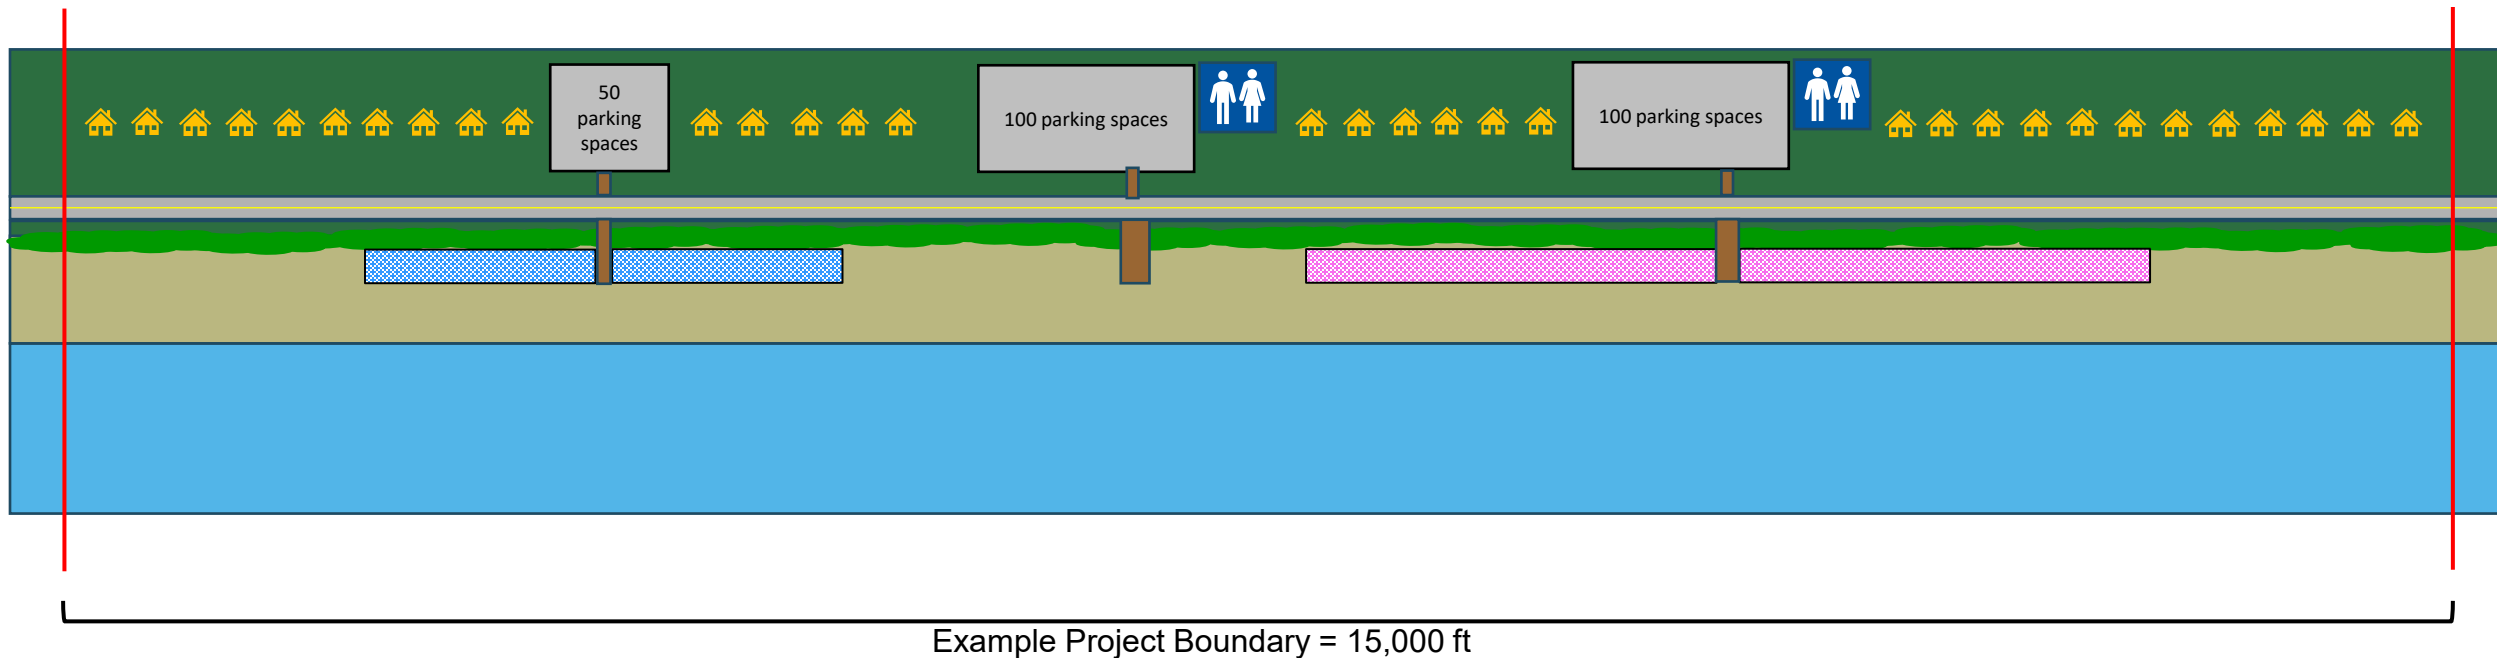 50
parking
spaces
100 parking spaces
100 parking spaces
Example Project Boundary = 15,000 ft